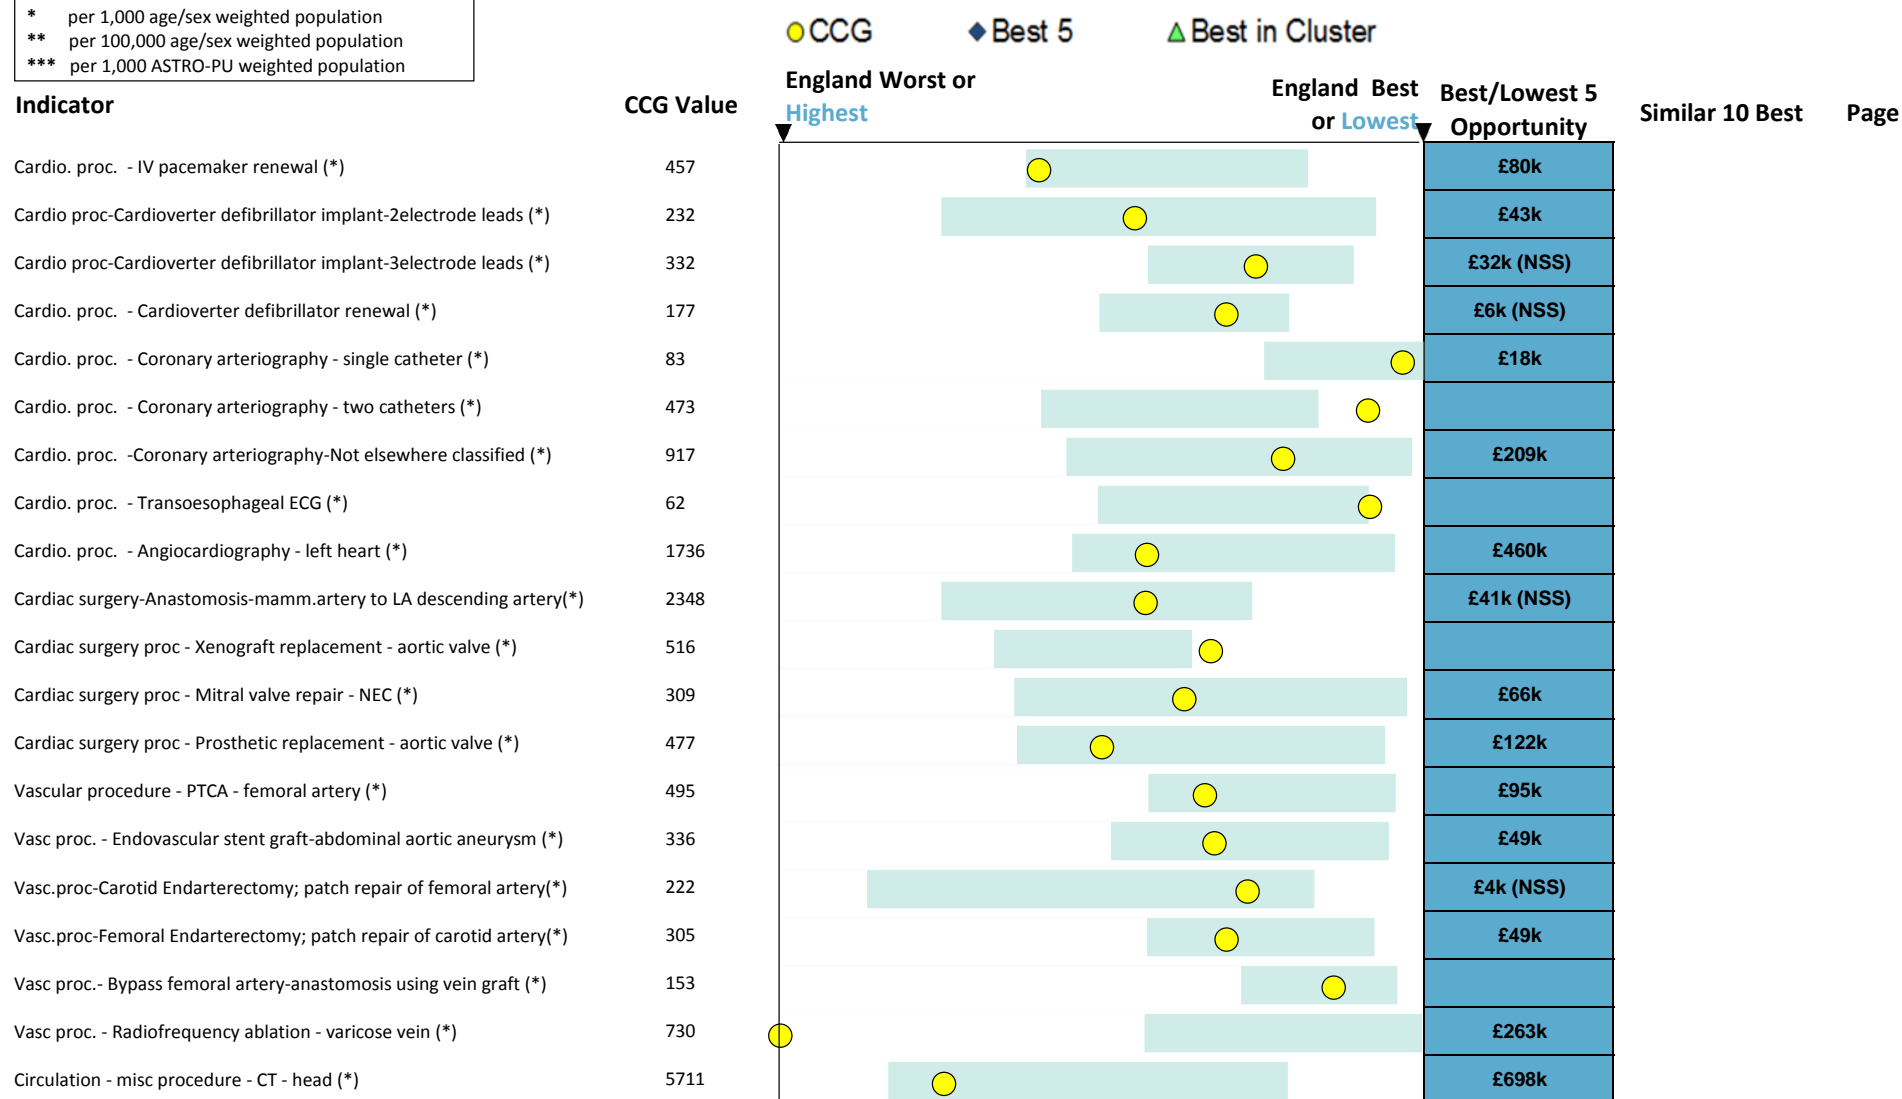 * per 1,000 age/sex weighted population
** per 100,000 age/sex weighted population
*** per 1,000 ASTRO-PU weighted population
CCG Best 5 Best in Cluster
Indicator CCG Value England Worst or Highest England Best or Lowest Best/Lowest 5 Opportunity Similar 10 Best Page
Cardio. proc. - IV pacemaker renewal (*) 457 £80k
Cardio proc-Cardioverter defibrillator implant-2electrode leads (*) 232 £43k
Cardio proc-Cardioverter defibrillator implant-3electrode leads (*) 332 £32k (NSS)
Cardio. proc. - Cardioverter defibrillator renewal (*) 177 £6k (NSS)
Cardio. proc. - Coronary arteriography - single catheter (*) 83 £18k
Cardio. proc. - Coronary arteriography - two catheters (*) 473
Cardio. proc. -Coronary arteriography-Not elsewhere classified (*) 917 £209k
Cardio. proc. - Transoesophageal ECG (*) 62
Cardio. proc. - Angiocardiography - left heart (*) 1736 £460k
Cardiac surgery-Anastomosis-mamm.artery to LA descending artery(*) 2348 £41k (NSS)
Cardiac surgery proc - Xenograft replacement - aortic valve (*) 516
Cardiac surgery proc - Mitral valve repair - NEC (*) 309 £66k
Cardiac surgery proc - Prosthetic replacement - aortic valve (*) 477 £122k
Vascular procedure - PTCA - femoral artery (*) 495 £95k
Vasc proc. - Endovascular stent graft-abdominal aortic aneurysm (*) 336 £49k
Vasc.proc-Carotid Endarterectomy; patch repair of femoral artery(*) 222 £4k (NSS)
Vasc.proc-Femoral Endarterectomy; patch repair of carotid artery(*) 305 £49k
Vasc proc.- Bypass femoral artery-anastomosis using vein graft (*) 153
Vasc proc. - Radiofrequency ablation - varicose vein (*) 730 £263k
Circulation - misc procedure - CT - head (*) 5711 £698k